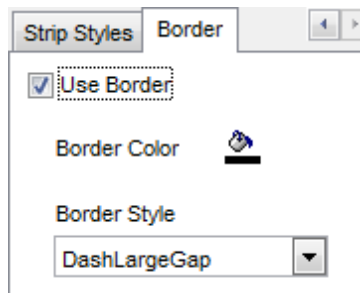 Strip Styles Border
Use Border
Border Color
Border Style
DashLargeGap